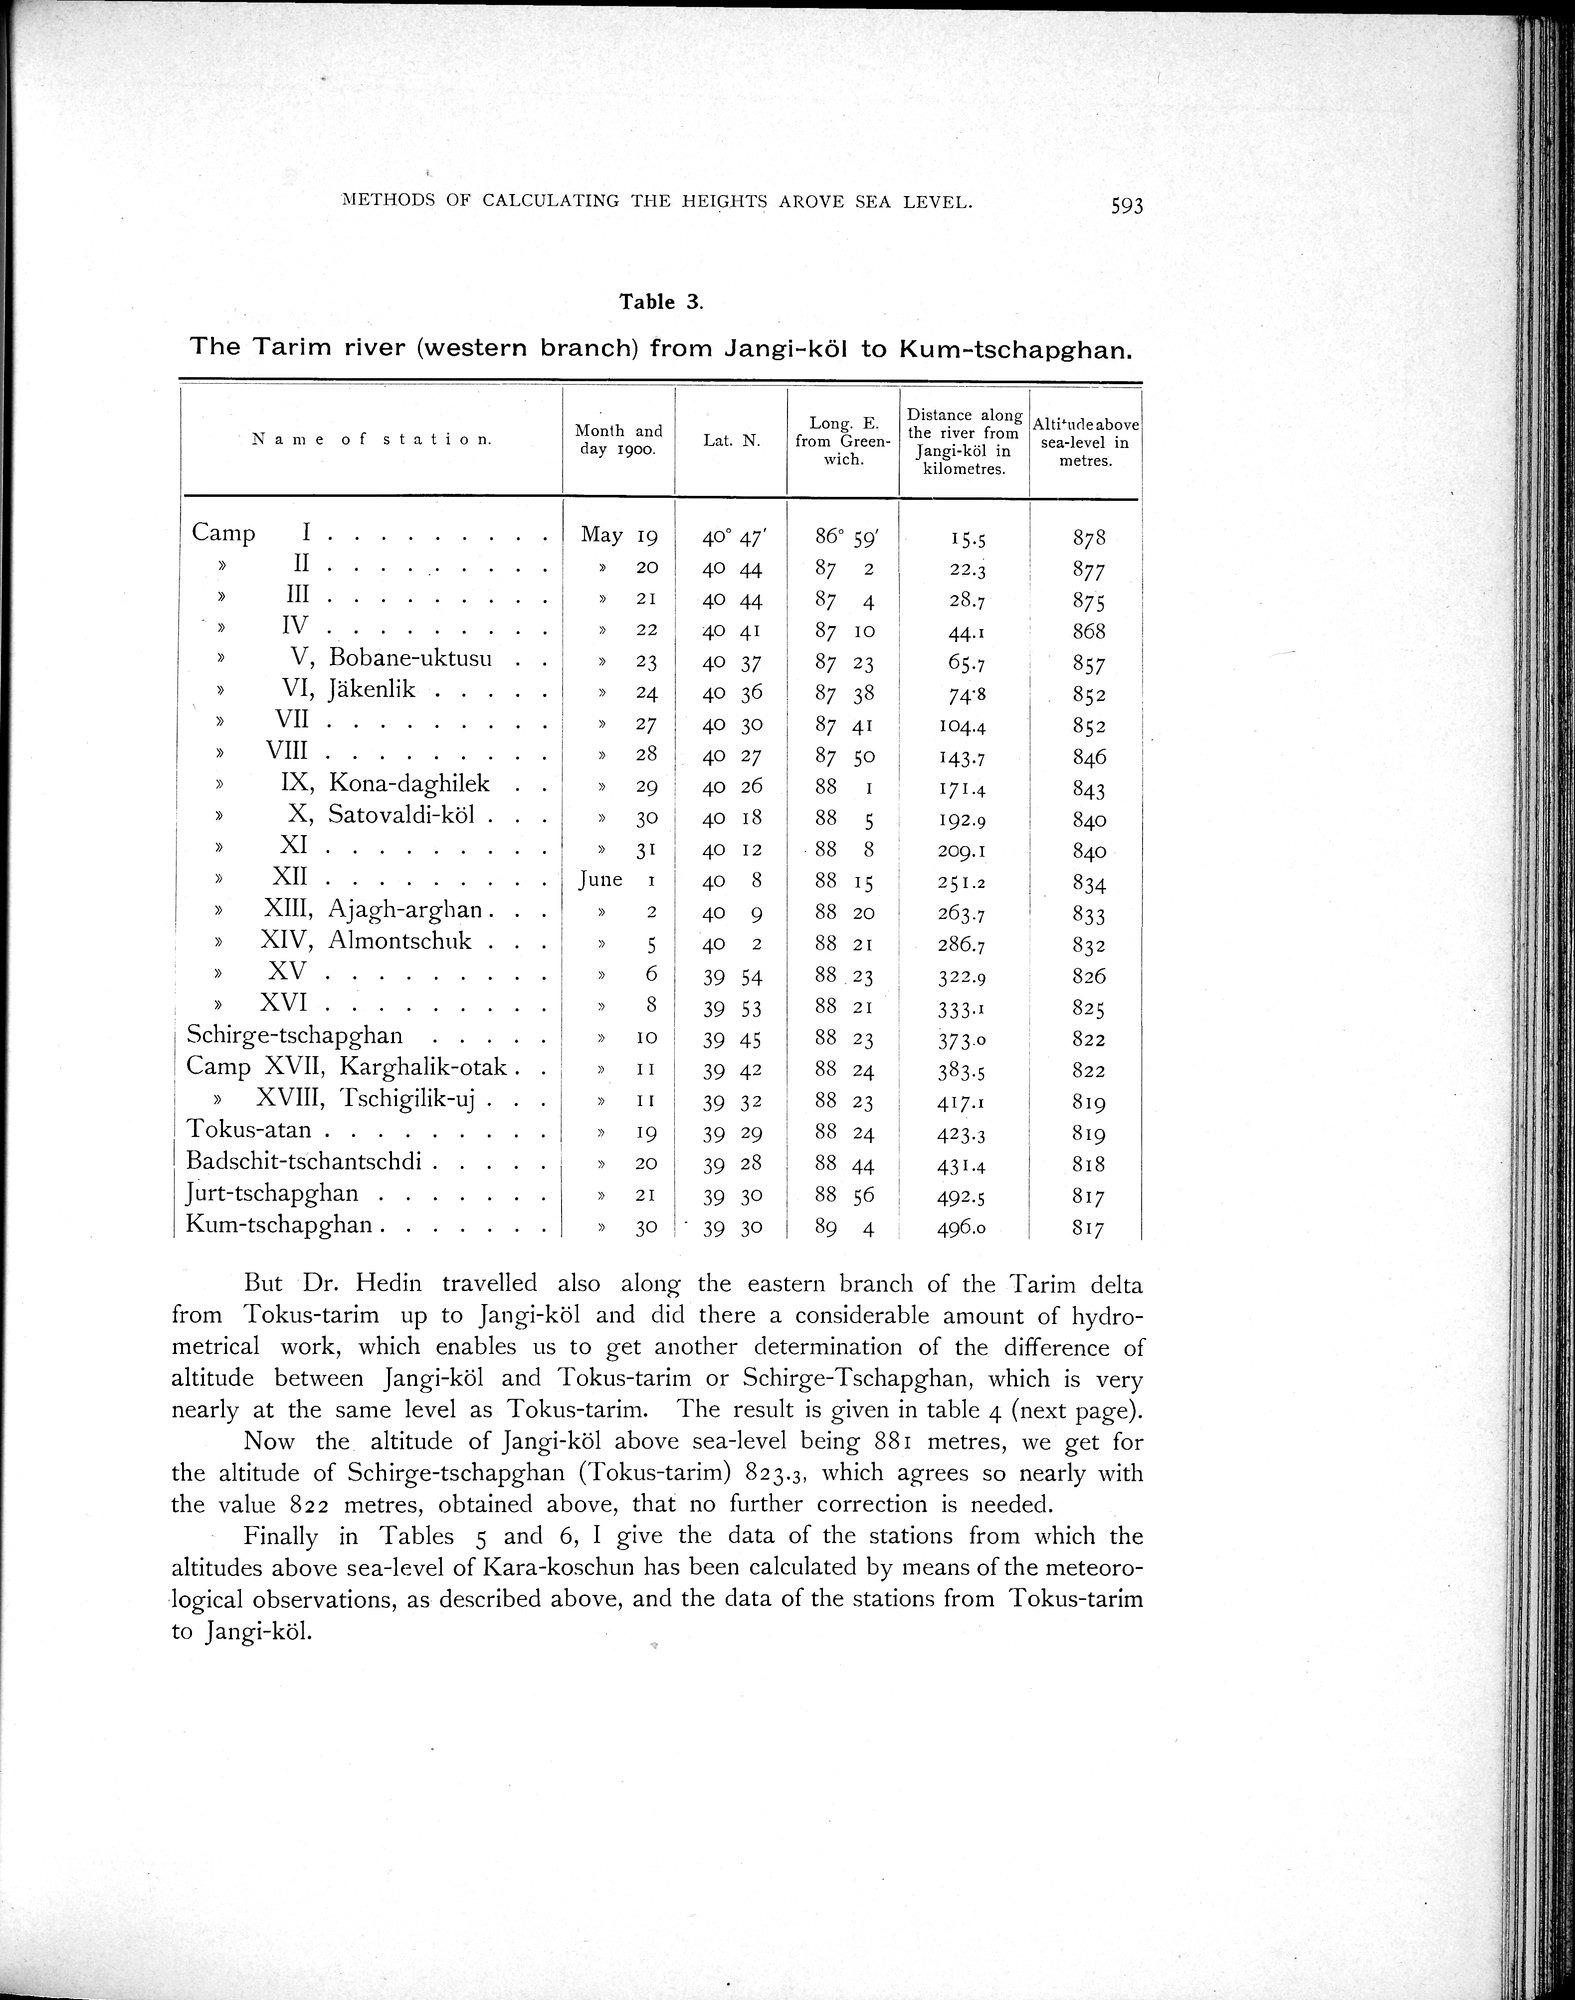 METHODS OF CALCULATING THE HEIGHTS AROVE SEA LEVEL. 593
Table 3.
The Tarim river (western branch) from Jangi-köl to Kum-tschapghan.
Name of station. | Month and day 1900. | Lat. N. | Long. E. from Greenwich. | Distance along the river from Jangi-köl in kilometres. | Altitude above sea-level in metres.
Camp I . . . . . . . . . May 19 40° 47′ 86° 59′ 15.5 878
» II . . . . . . . . . » 20 40 44 87 2 22.3 877
» III . . . . . . . . . » 21 40 44 87 4 28.7 875
» IV . . . . . . . . . » 22 40 41 87 10 44.1 868
» V, Bobane-uktusu . . » 23 40 37 87 23 65.7 857
» VI, Jäkenlik . . . . . » 24 40 36 87 38 74.8 852
» VII . . . . . . . . . » 27 40 30 87 41 104.4 852
» VIII . . . . . . . . . » 28 40 27 87 50 143.7 846
» IX, Kona-daghilek . . » 29 40 26 88 1 171.4 843
» X, Satovaldi-köl . . . » 30 40 18 88 5 192.9 840
» XI . . . . . . . . . » 31 40 12 88 8 209.1 840
» XII . . . . . . . . . June 1 40 8 88 15 251.2 834
» XIII, Ajagh-arghan . . . » 2 40 9 88 20 263.7 833
» XIV, Almontschuk . . . » 5 40 2 88 21 286.7 832
» XV . . . . . . . . . » 6 39 54 88 23 322.9 826
» XVI . . . . . . . . . » 8 39 53 88 21 333.1 825
Schirge-tschapghan . . . . . » 10 39 45 88 23 373.0 822
Camp XVII, Karghalik-otak . . » 11 39 42 88 24 383.5 822
» XVIII, Tschigilik-uj . . . » 11 39 32 88 23 417.1 819
Tokus-atan . . . . . . . . . » 19 39 29 88 24 423.3 819
Badschit-tschantschdi . . . . . » 20 39 28 88 44 431.4 818
Jurt-tschapghan . . . . . . . » 21 39 30 88 56 492.5 817
Kum-tschapghan . . . . . . . » 30 39 30 89 4 496.0 817
But Dr. Hedin travelled also along the eastern branch of the Tarim delta
from Tokus-tarim up to Jangi-köl and did there a considerable amount of hydro-
metrical work, which enables us to get another determination of the difference of
altitude between Jangi-köl and Tokus-tarim or Schirge-Tschapghan, which is very
nearly at the same level as Tokus-tarim. The result is given in table 4 (next page).
Now the altitude of Jangi-köl above sea-level being 881 metres, we get for
the altitude of Schirge-tschapghan (Tokus-tarim) 823.3, which agrees so nearly with
the value 822 metres, obtained above, that no further correction is needed.
Finally in Tables 5 and 6, I give the data of the stations from which the
altitudes above sea-level of Kara-koschun has been calculated by means of the meteoro-
logical observations, as described above, and the data of the stations from Tokus-tarim
to Jangi-köl.